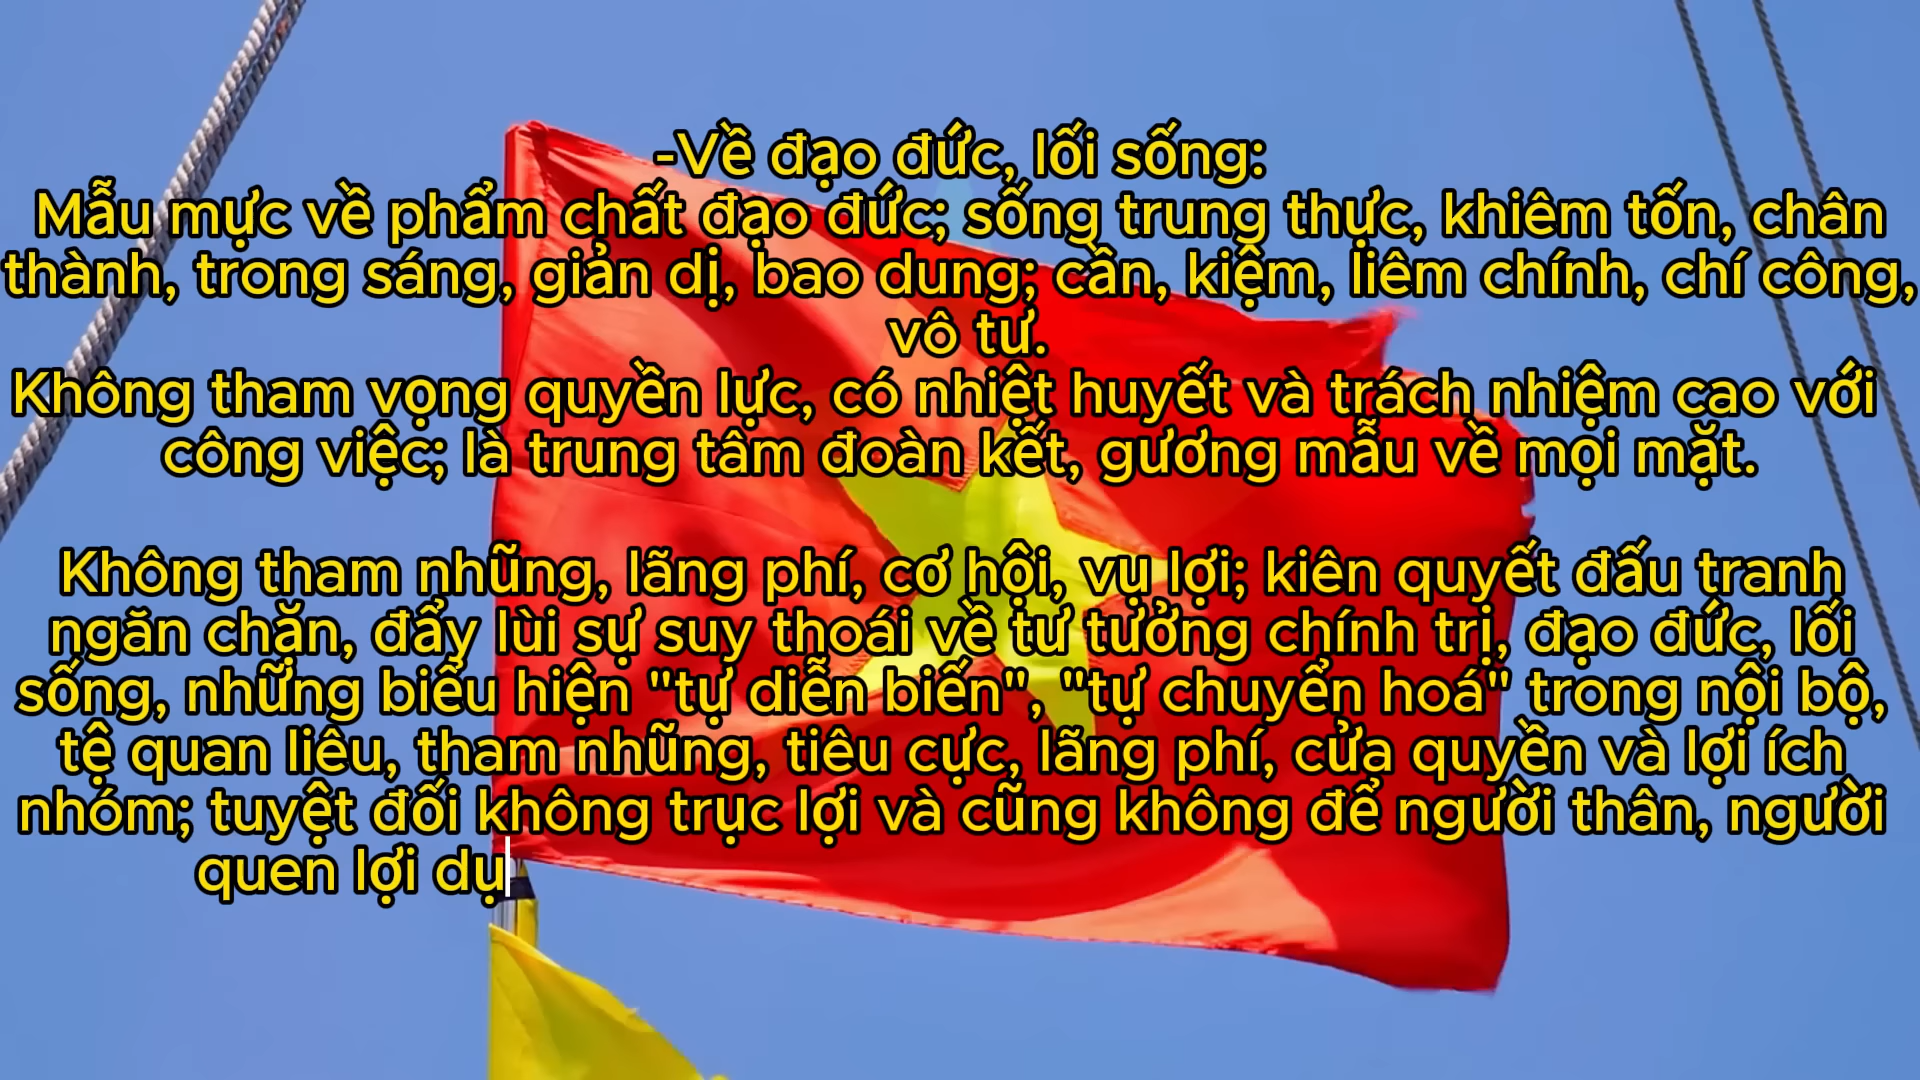 -Về đạo đức, lối sống:
Mẫu mực về phẩm chất đạo đức; sống trung thực, khiêm tốn, chân
thành, trong sáng, giản dị, bao dung; cần, kiệm, liêm chính, chí công,
vô tư.
Không tham vọng quyền lực, có nhiệt huyết và trách nhiệm cao với
công việc; là trung tâm đoàn kết, gương mẫu về mọi mặt.
Không tham nhũng, lãng phí, cơ hội, vụ lợi; kiên quyết đấu tranh
ngăn chặn, đẩy lùi sự suy thoái về tư tưởng chính trị, đạo đức, lối
sống, những biểu hiện "tự diễn biến", "tự chuyển hoá" trong nội bộ,
tệ quan liêu, tham nhũng, tiêu cực, lãng phí, cửa quyền và lợi ích
nhóm; tuyệt đối không trục lợi và cũng không để người thân, người
quen lợi dụ